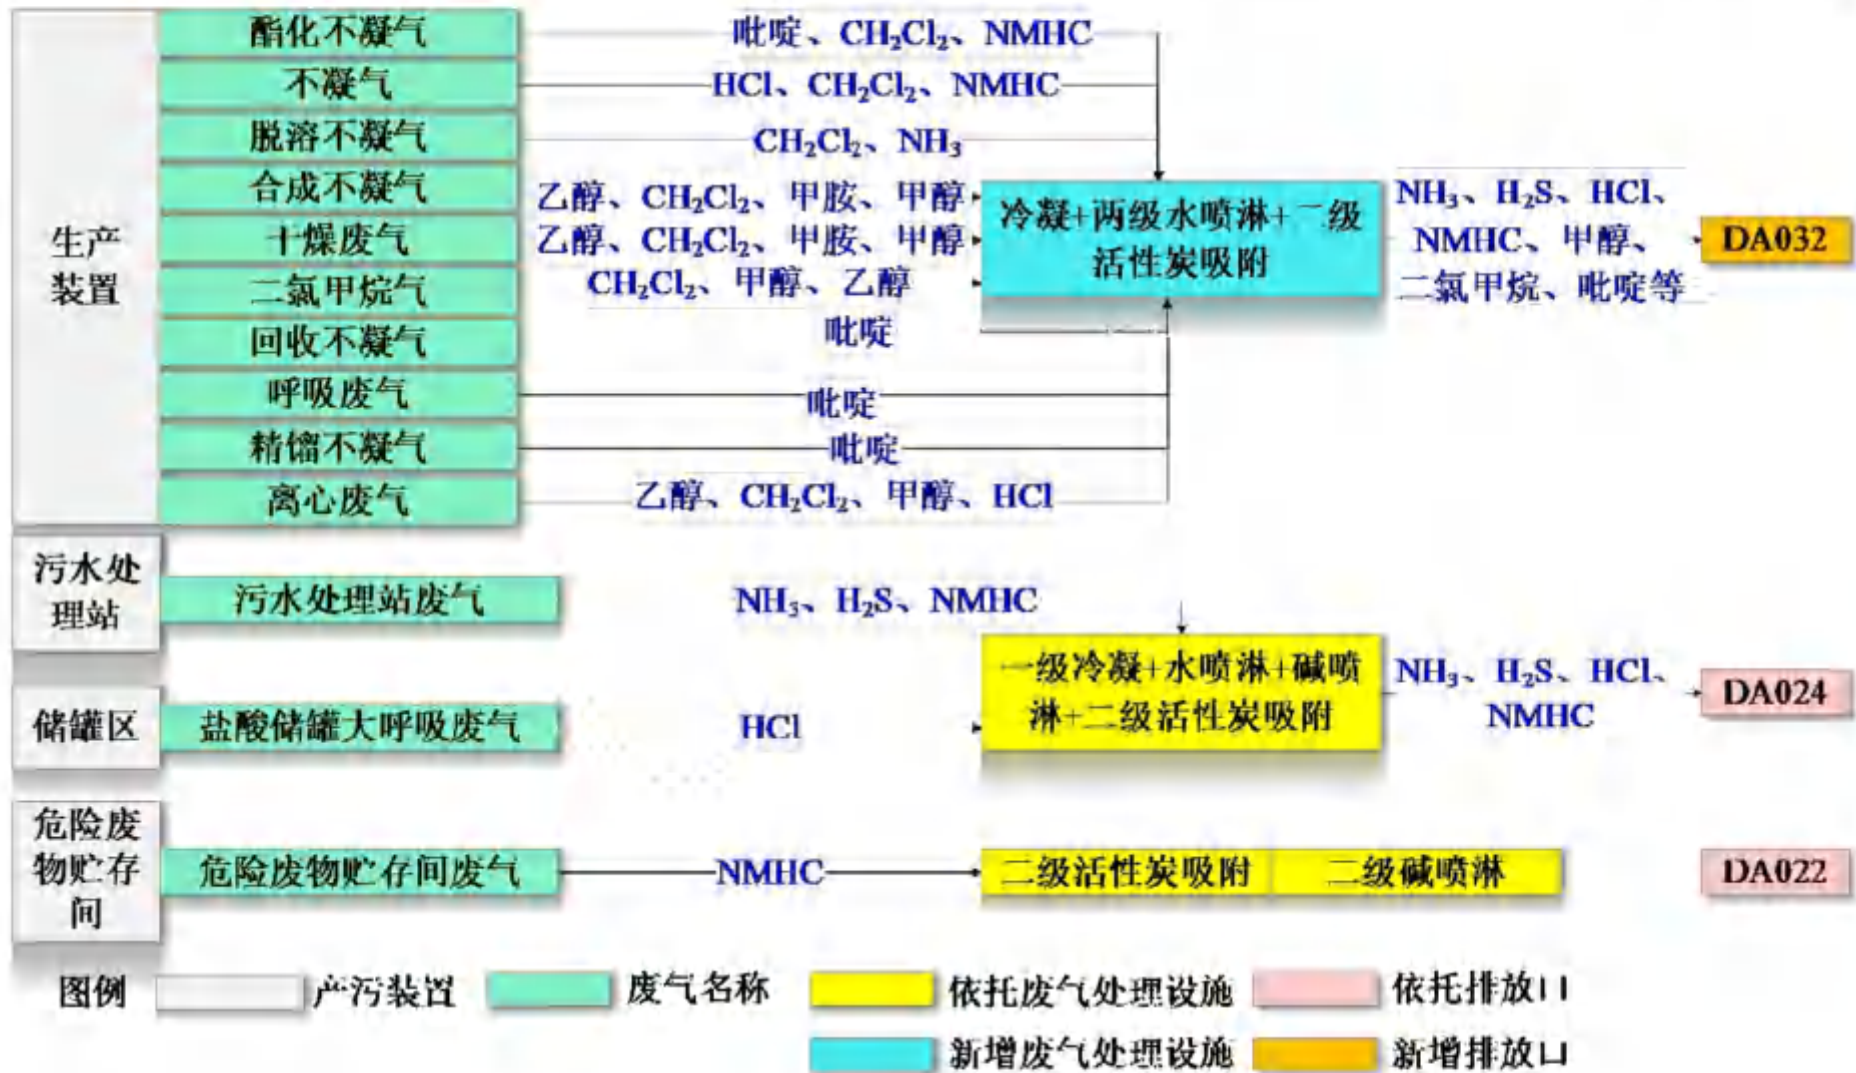 生产
装置
酯化不凝气
吡啶、CH₂Cl₂、NMHC
不凝气
HCl、CH₂Cl₂、NMHC
脱溶不凝气
CH₂Cl₂、NH₃
合成不凝气
乙醇、CH₂Cl₂、甲胺、甲醇
干燥废气
乙醇、CH₂Cl₂、甲胺、甲醇
二氯甲烷气
CH₂Cl₂、甲醇、乙醇
回收不凝气
吡啶
呼吸废气
吡啶
精馏不凝气
吡啶
离心废气
乙醇、CH₂Cl₂、甲醇、HCl
冷凝+两级水喷淋+二级
活性炭吸附
NH₃、H₂S、HCl、
NMHC、甲醇、
二氯甲烷、吡啶等
DA032
污水处
理站
污水处理站废气
NH₃、H₂S、NMHC
储罐区
盐酸储罐大呼吸废气
HCl
一级冷凝+水喷淋+碱喷
淋+二级活性炭吸附
NH₃、H₂S、HCl、
NMHC
DA024
危险废
物贮存
间
危险废物贮存间废气
NMHC
二级活性炭吸附
二级碱喷淋
DA022
图例
产污装置
废气名称
依托废气处理设施
依托排放口
新增废气处理设施
新增排放口